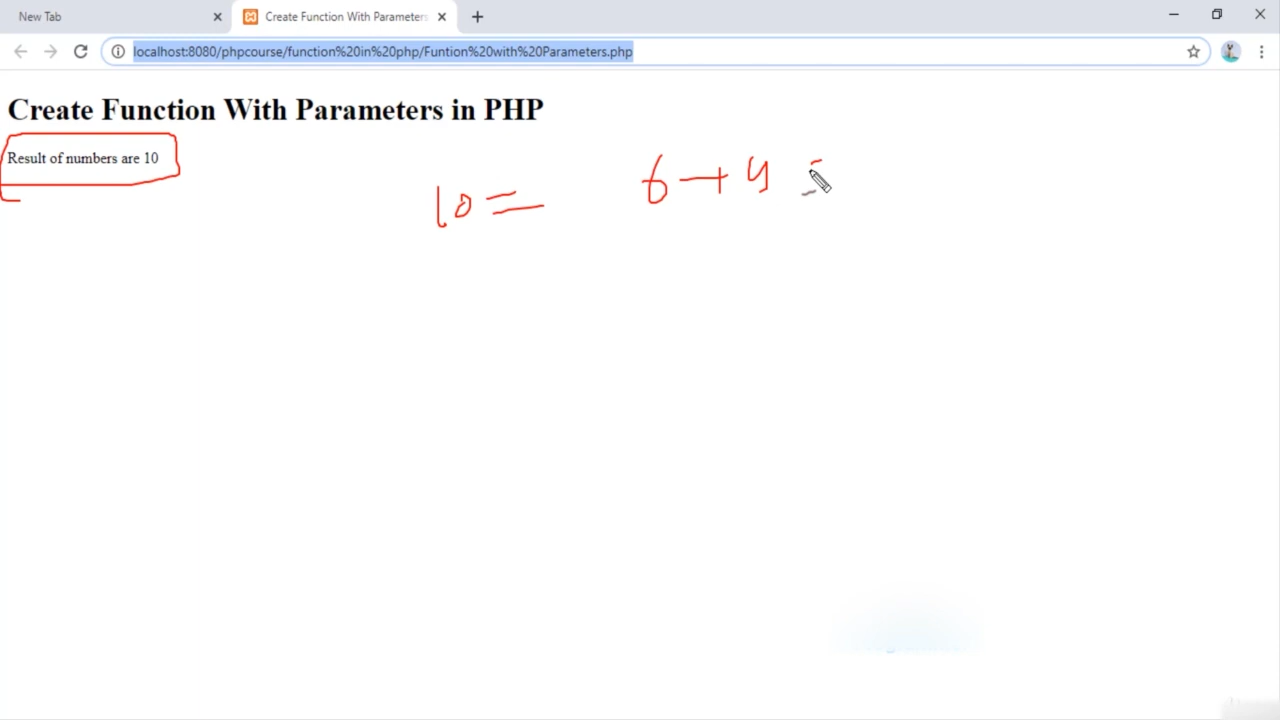 New Tab
Create Function With Parameters
localhost:8080/phpcourse/function%20in%20php/Funtion%20with%20Parameters.php
Create Function With Parameters in PHP
Result of numbers are 10
10 =
6 + 4 =